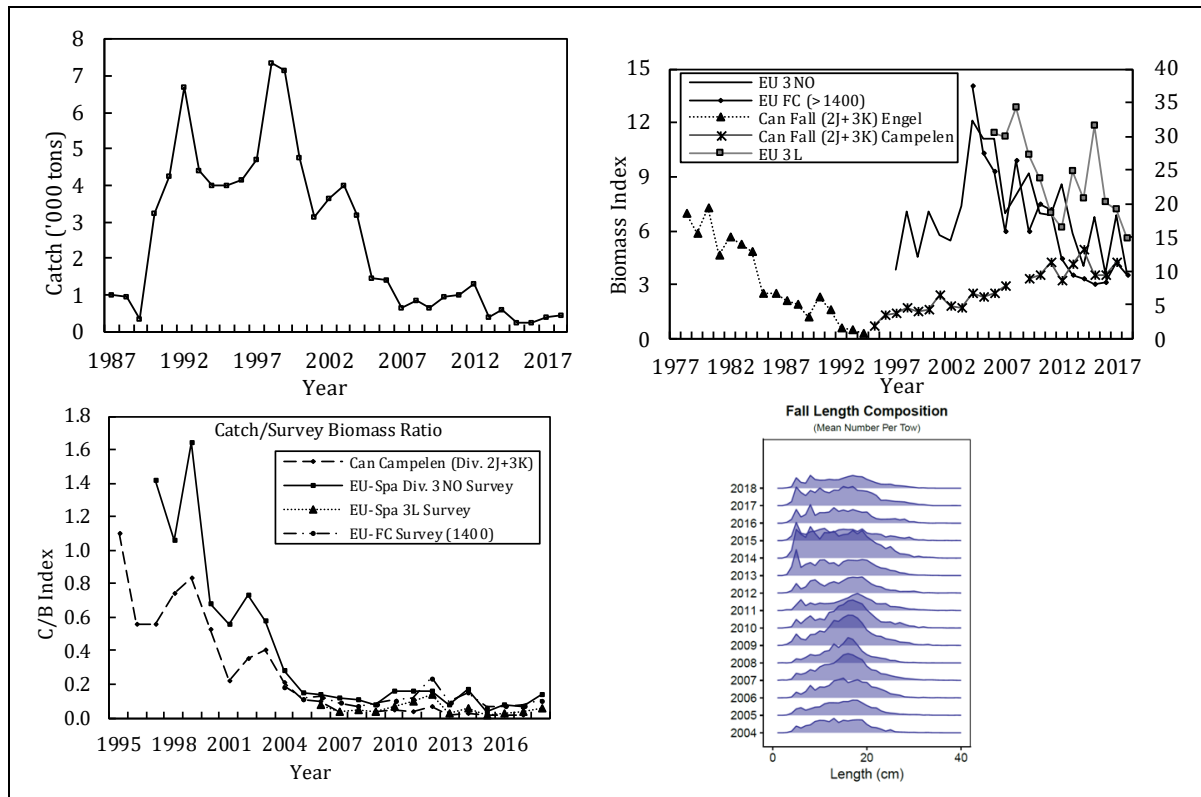 8
7
6
5
4
3
2
1
0
Catch ('000 tons)
1987 1992 1997 2002 2007 2012 2017
Year
15
12
9
6
3
0
Biomass Index
EU 3NO
EU FC (>1400)
Can Fall (2J+3K) Engel
Can Fall (2J+3K) Campelen
EU 3L
40
35
30
25
20
15
10
5
0
1977 1982 1987 1992 1997 2002 2007 2012 2017
Year
1.8
1.6
1.4
1.2
1.0
0.8
0.6
0.4
0.2
0.0
C/B Index
Catch/Survey Biomass Ratio
Can Campelen (Div. 2J+3K)
EU-Spa Div. 3NO Survey
EU-Spa 3L Survey
EU-FC Survey (1400)
1995 1998 2001 2004 2007 2010 2013 2016
Year
Fall Length Composition
(Mean Number Per Tow)
2018
2017
2016
2015
2014
2013
2012
2011
2010
2009
2008
2007
2006
2005
2004
0 20 40
Length (cm)